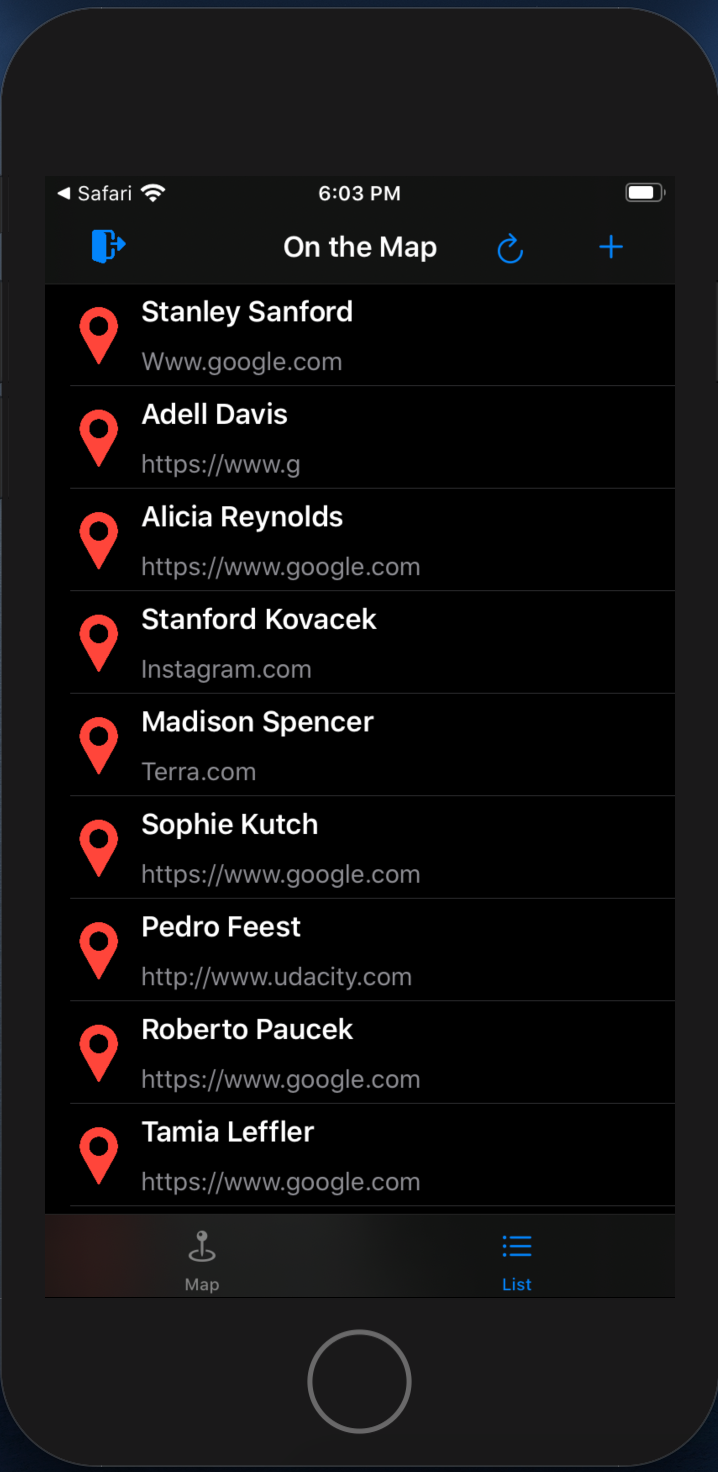 Safari
6:03 PM
On the Map
Stanley Sanford
Www.google.com
Adell Davis
https://www.g
Alicia Reynolds
https://www.google.com
Stanford Kovacek
Instagram.com
Madison Spencer
Terra.com
Sophie Kutch
https://www.google.com
Pedro Feest
http://www.udacity.com
Roberto Paucek
https://www.google.com
Tamia Leffler
https://www.google.com
Map
List